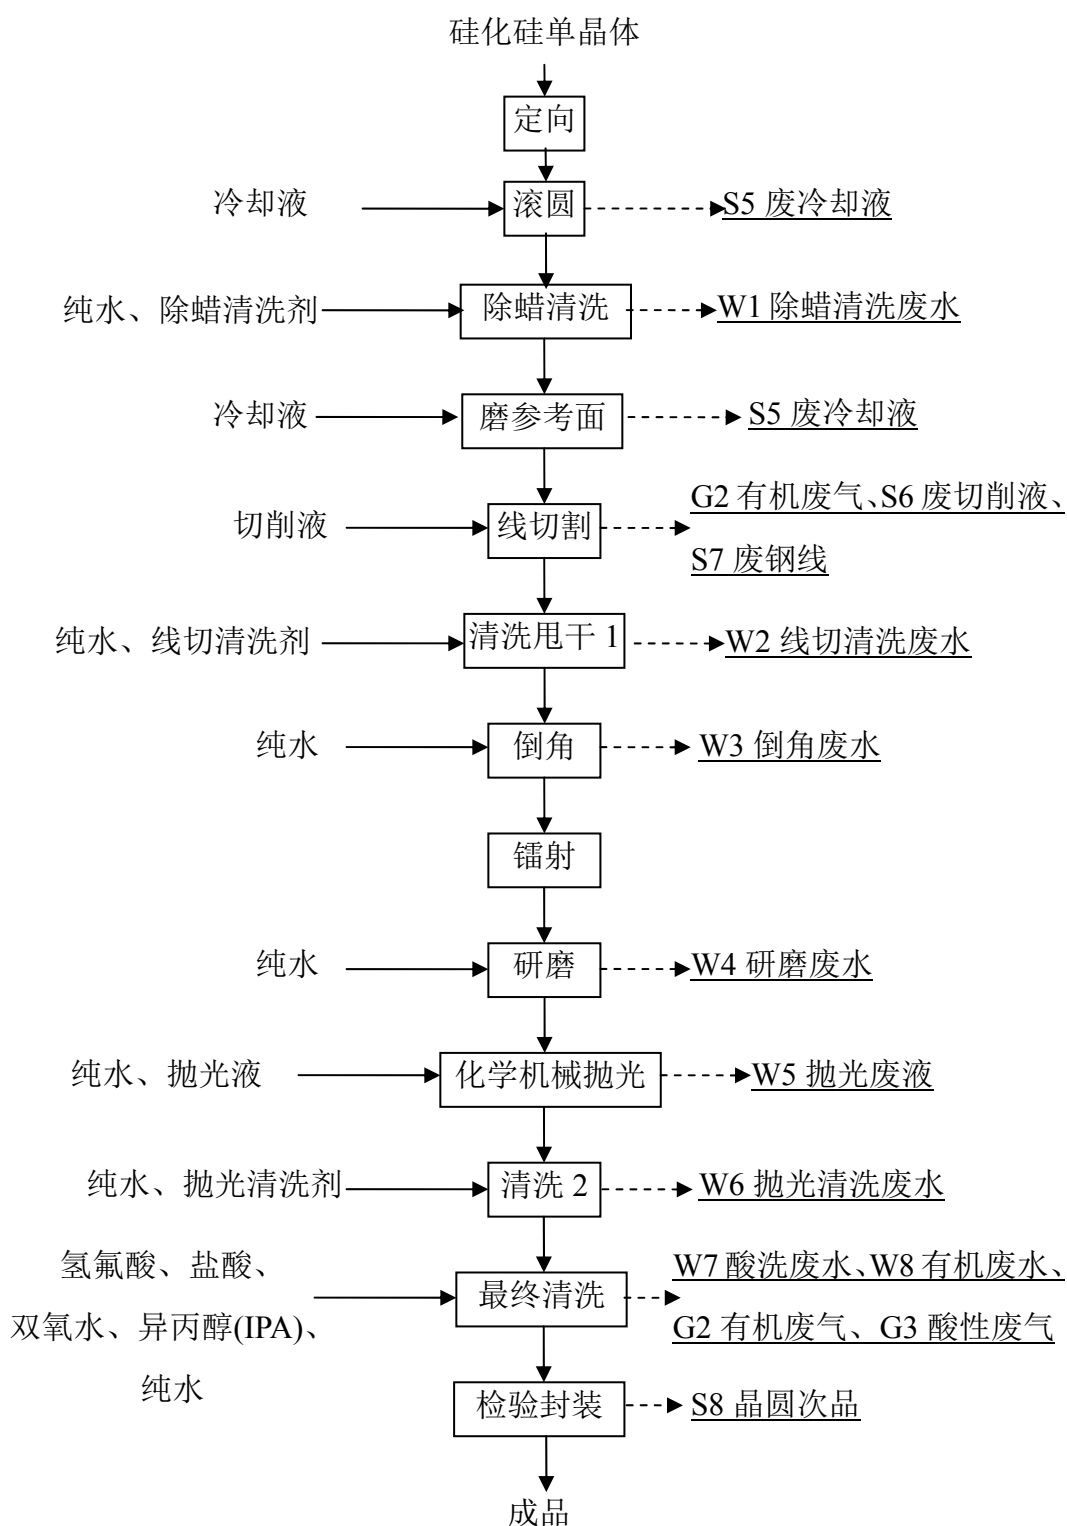 硅化硅单晶体
定向
冷却液 滚圆 S5 废冷却液
纯水、除蜡清洗剂 除蜡清洗 W1 除蜡清洗废水
冷却液 磨参考面 S5 废冷却液
切削液 线切割 G2 有机废气、S6 废切削液、
S7 废钢线
纯水、线切清洗剂 清洗甩干 1 W2 线切清洗废水
纯水 倒角 W3 倒角废水
镭射
纯水 研磨 W4 研磨废水
纯水、抛光液 化学机械抛光 W5 抛光废液
纯水、抛光清洗剂 清洗 2 W6 抛光清洗废水
氢氟酸、盐酸、
双氧水、异丙醇(IPA)、
纯水
最终清洗
W7 酸洗废水、W8 有机废水、
G2 有机废气、G3 酸性废气
检验封装 S8 晶圆次品
成品